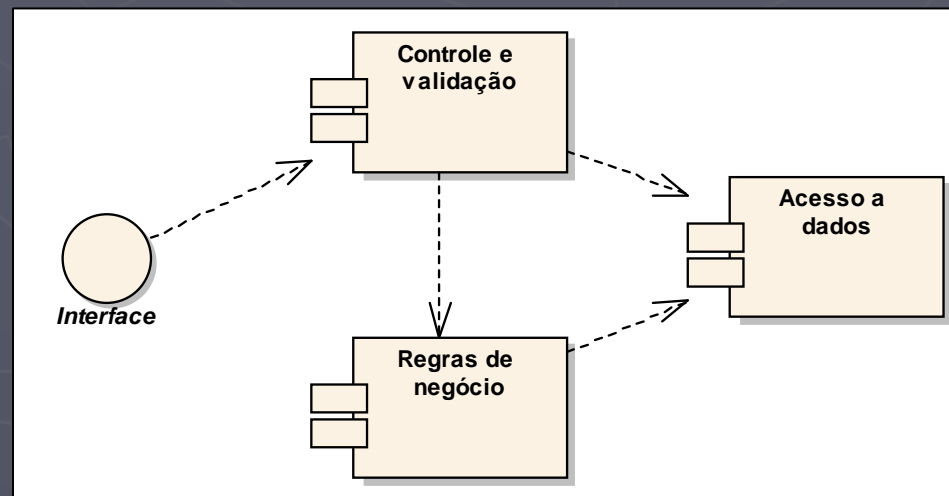 Controle e
validação
Acesso a
dados
Interface
Regras de
negócio